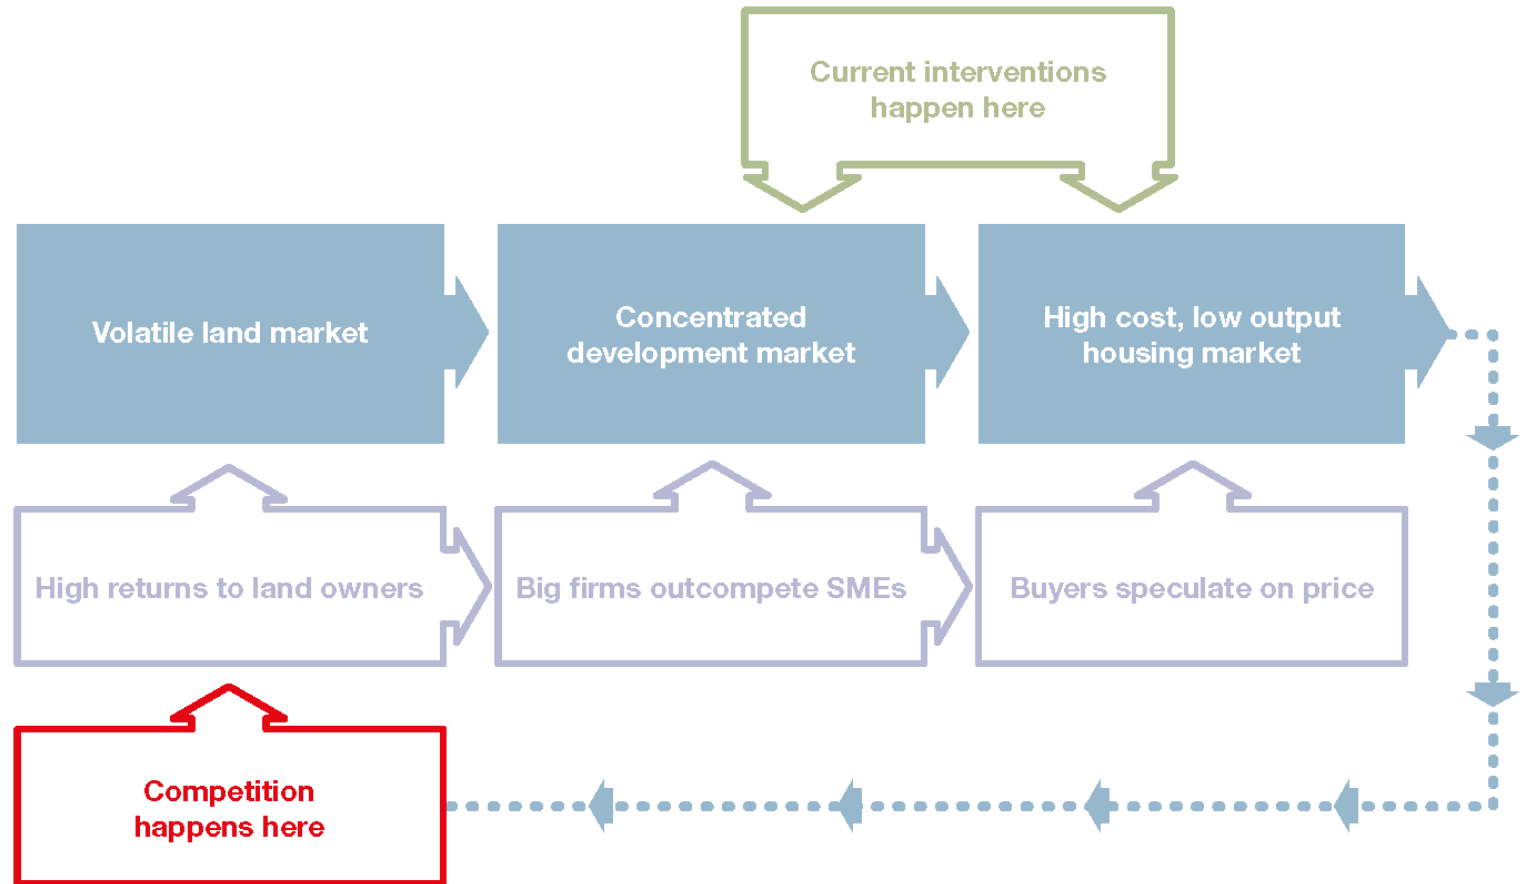 Current interventions
happen here
Volatile land market
Concentrated
development market
High cost, low output
housing market
High returns to land owners
Big firms outcompete SMEs
Buyers speculate on price
Competition
happens here